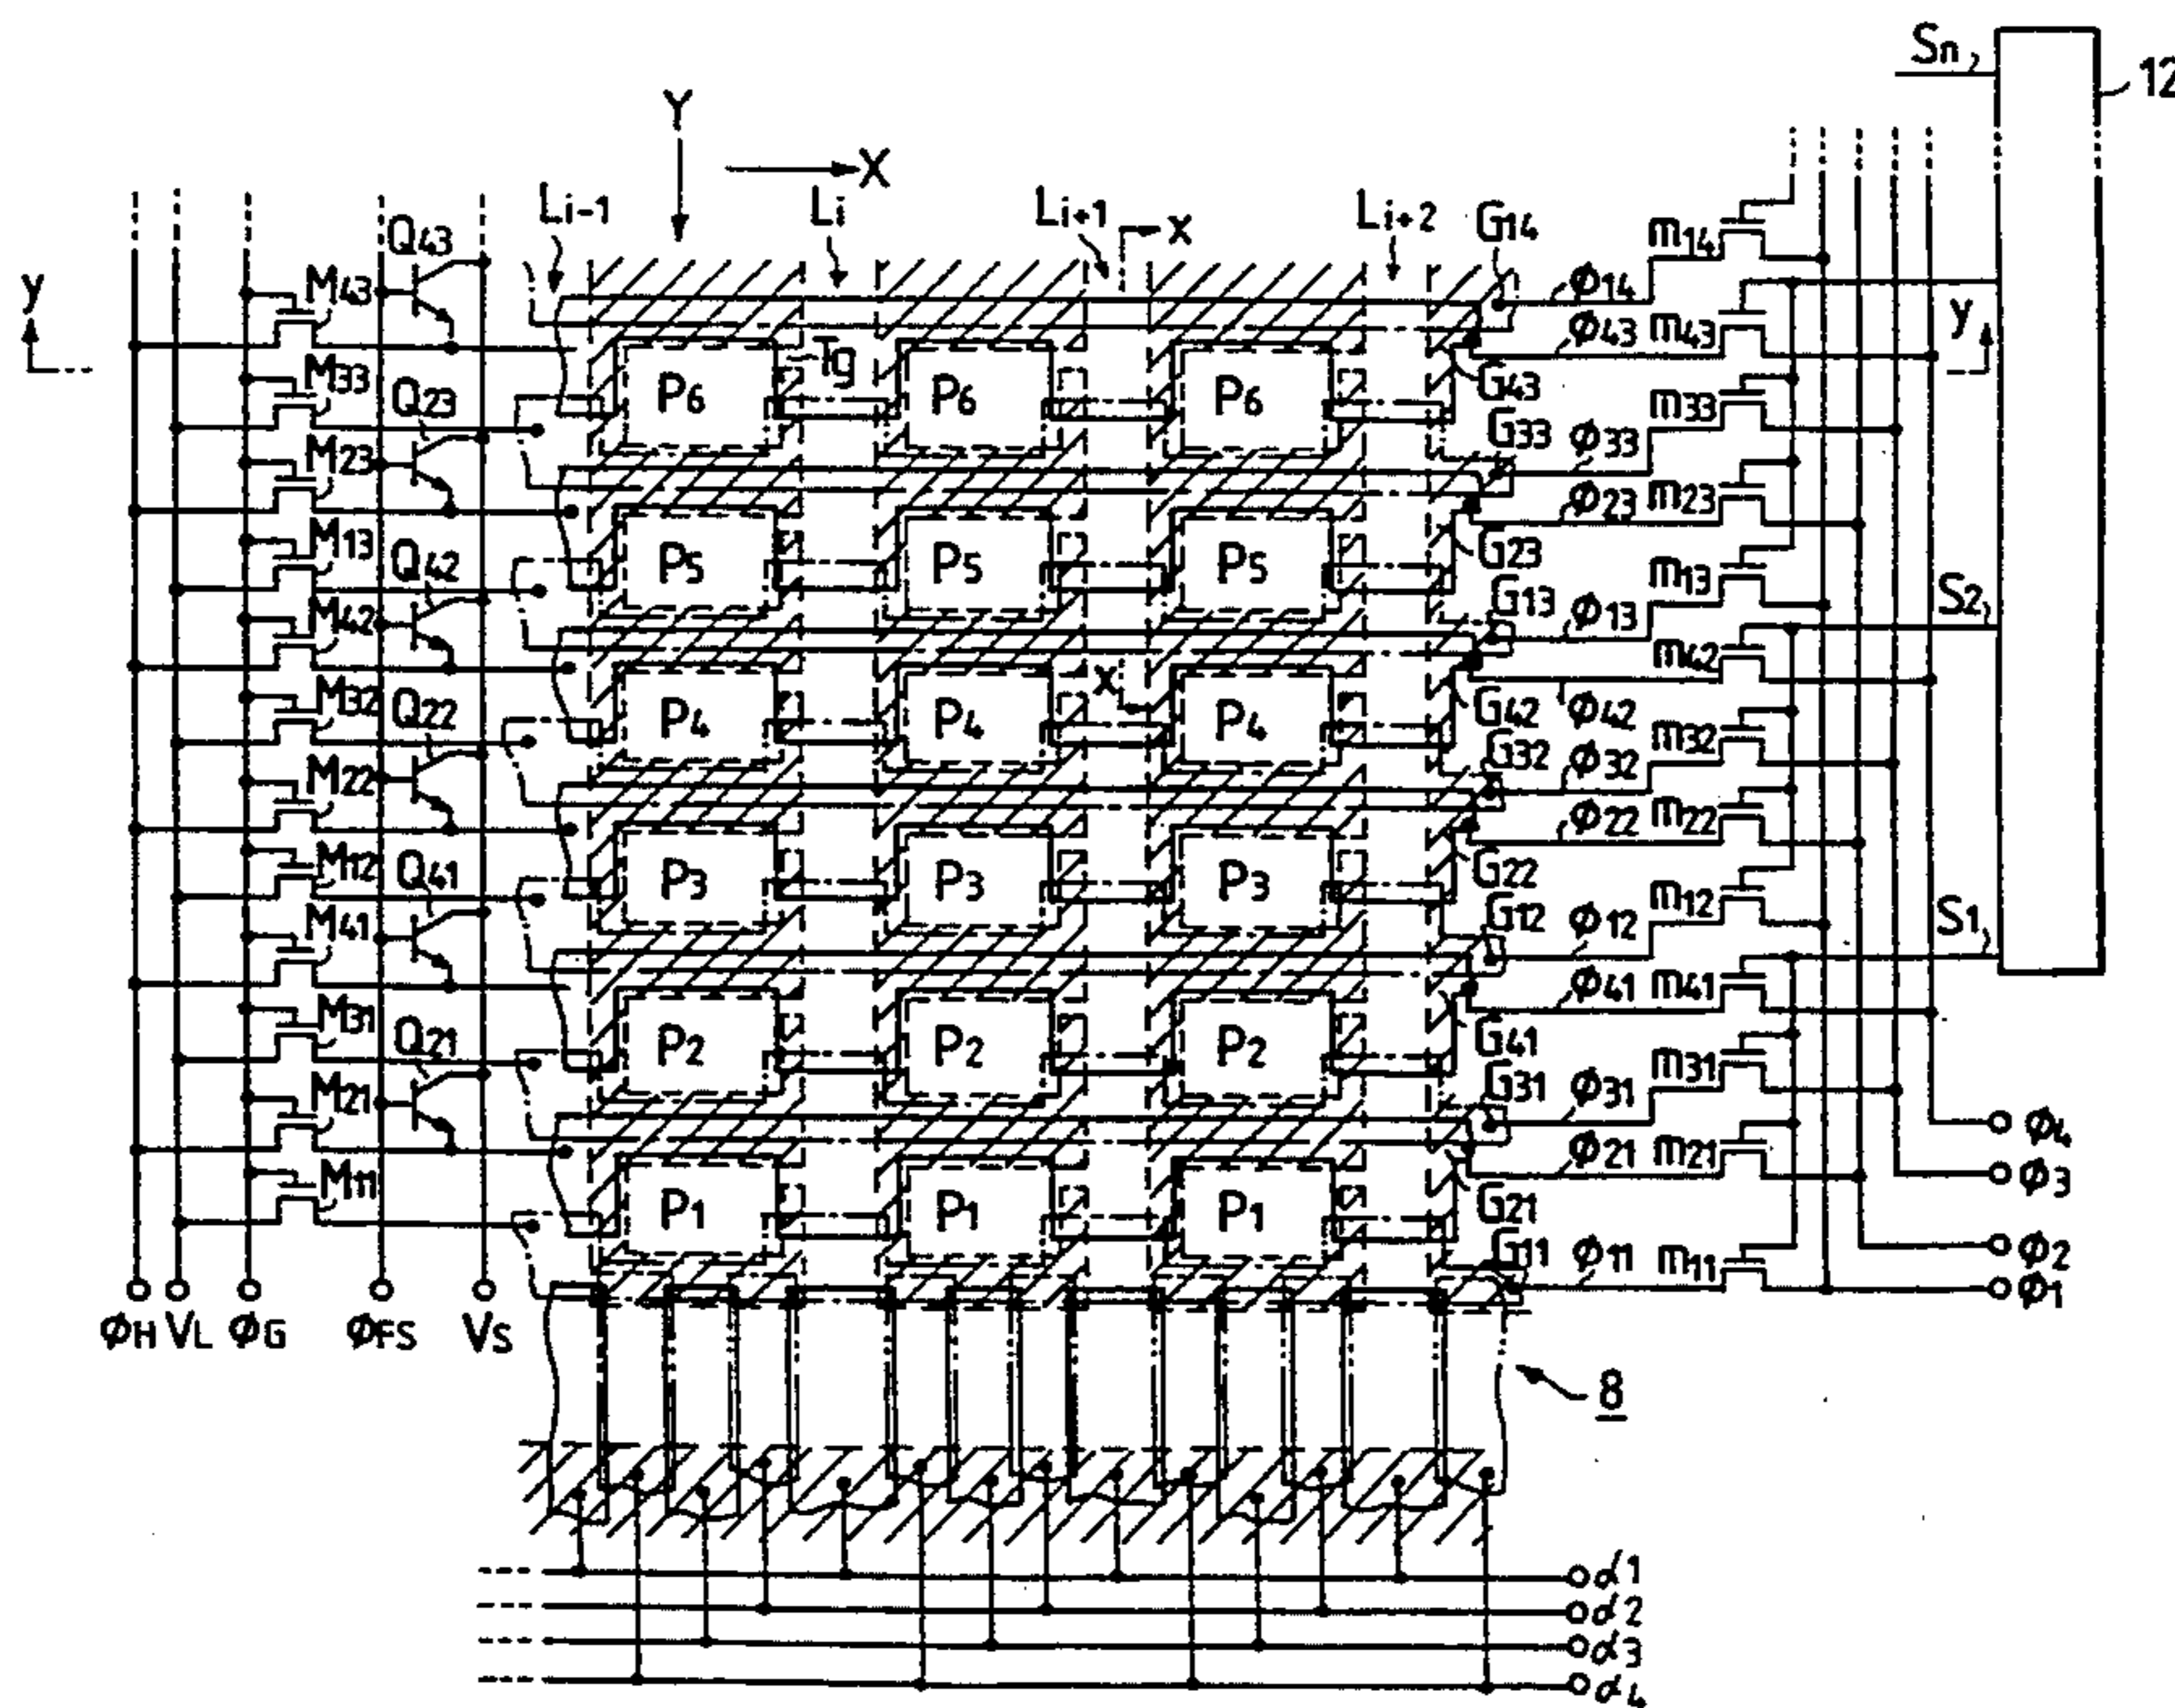 Sn 12
Y X
Li-1 Li Li+1 x Li+2 G14 m14
y Q43 M43 ϕ14
ϕ43 m43 y
P6 Tg P6 P6 G43
M33 Q23 G33 ϕ33 m33
M23 ϕ23 m23
P5 P5 P5 G23
M13 Q42 G13 ϕ13 m13 S2
M42 m42
P4 P4 x P4 G42 ϕ42
M32 Q22 G32 ϕ32 m32
M22 ϕ22 m22
P3 P3 P3 G22
M12 Q41 G12 ϕ12 m12 S1
M41 ϕ41 m41
P2 P2 P2 G41
M31 Q21 G31 ϕ31 m31
M21 ϕ21 m21 ϕ4
ϕ3
P1 P1 P1 G21
M11 G11 ϕ11 m11 ϕ2
ϕ1
ϕH VL ϕG ϕFS VS
8
α1
α2
α3
α4